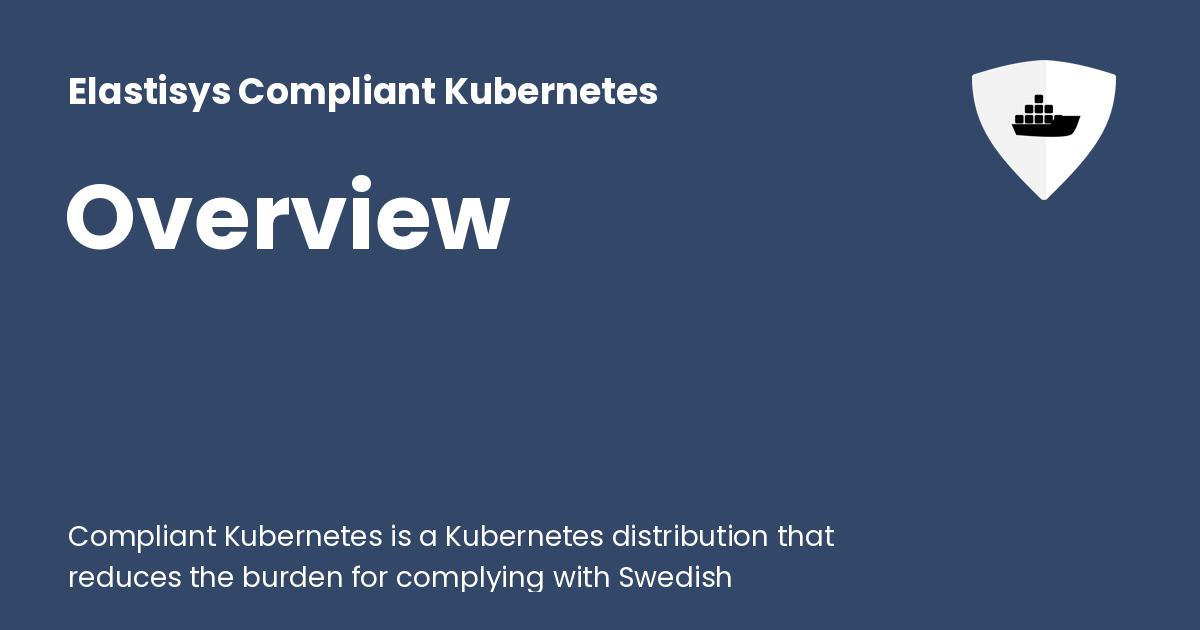 Elastisys Compliant Kubernetes
Overview
Compliant Kubernetes is a Kubernetes distribution that
reduces the burden for complying with Swedish